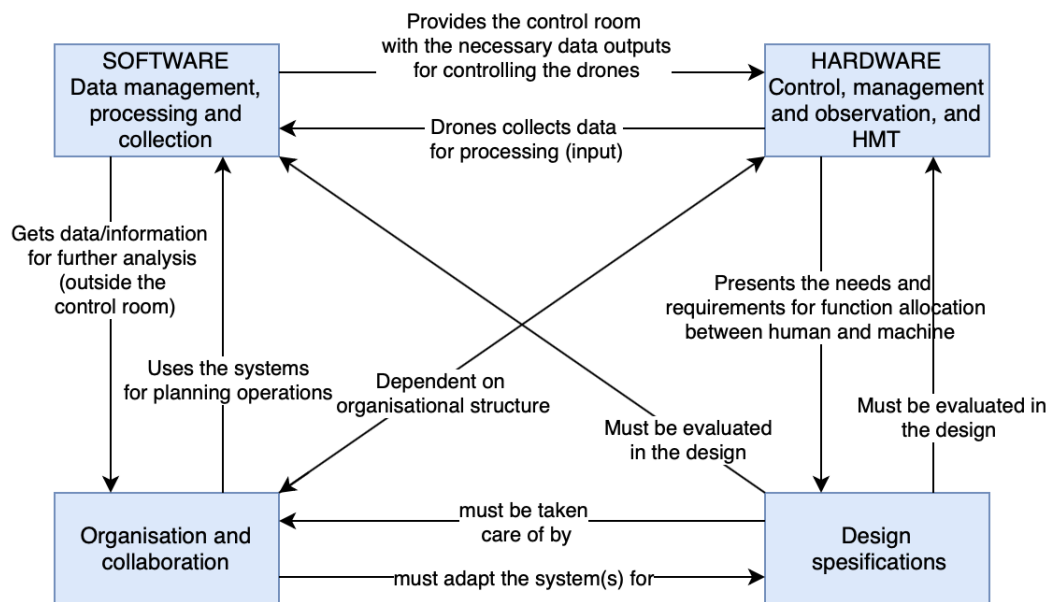 Provides the control room
with the necessary data outputs
for controlling the drones
SOFTWARE
Data management,
processing and
collection
HARDWARE
Control, management
and observation, and
HMT
Drones collects data
for processing (input)
Gets data/information
for further analysis
(outside the
control room)
Presents the needs and
requirements for function allocation
between human and machine
Uses the systems
for planning operations
Dependent on
organisational structure
Must be evaluated
in the design
Must be evaluated in
the design
Organisation and
collaboration
must be taken
care of by
must adapt the system(s) for
Design
spesifications